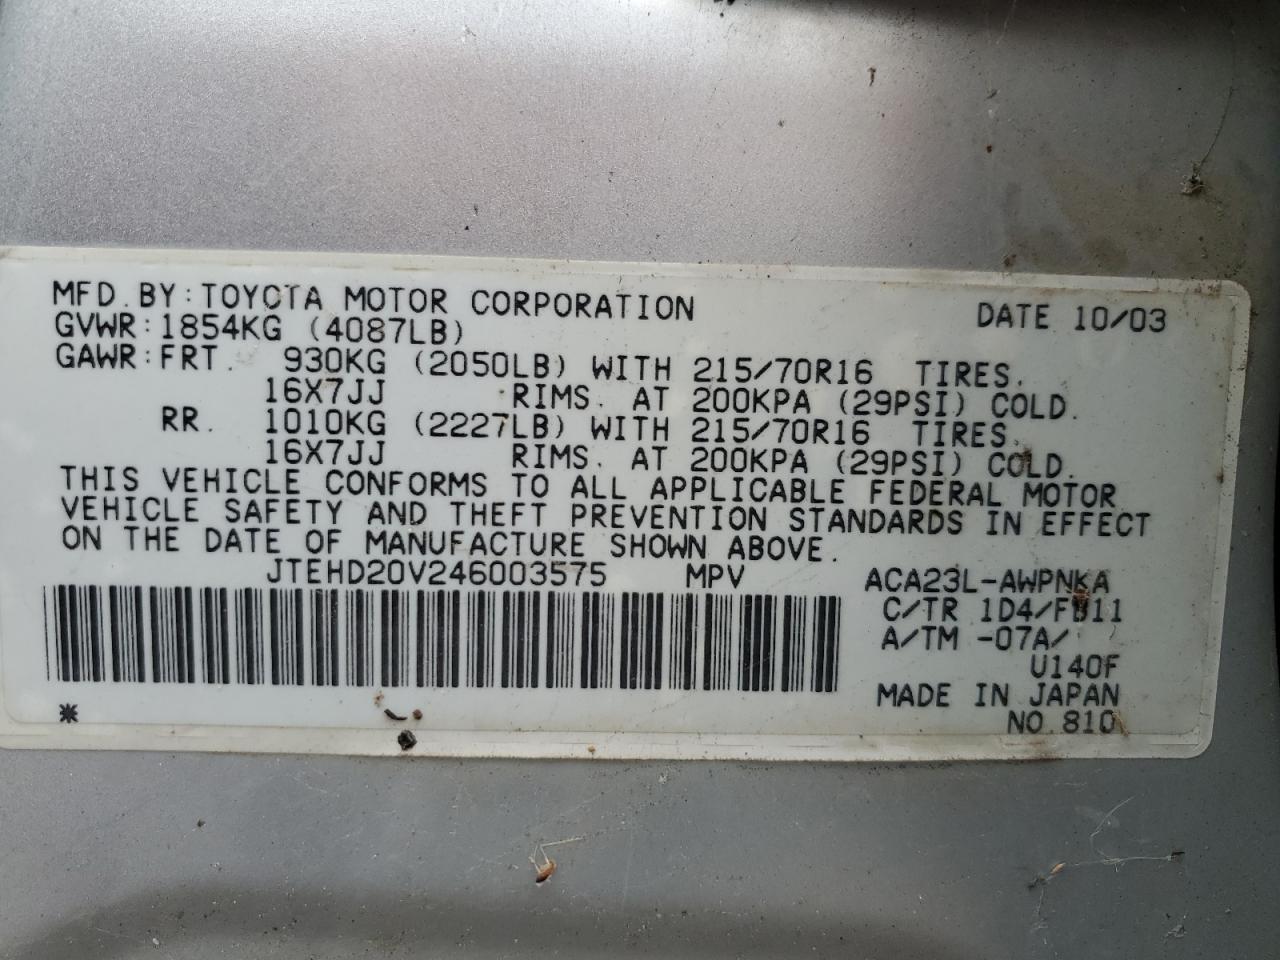 MFD.BY:TOYOTA MOTOR CORPORATION DATE 10/03
GVWR:1854KG (4087LB)
GAWR:FRT. 930KG (2050LB) WITH 215/70R16 TIRES.
16X7JJ RIMS. AT 200KPA (29PSI) COLD.
RR. 1010KG (2227LB) WITH 215/70R16 TIRES.
16X7JJ RIMS. AT 200KPA (29PSI) COLD.
THIS VEHICLE CONFORMS TO ALL APPLICABLE FEDERAL MOTOR
VEHICLE SAFETY AND THEFT PREVENTION STANDARDS IN EFFECT
ON THE DATE OF MANUFACTURE SHOWN ABOVE.
JTEHD20V246003575 MPV ACA23L-AWPNKA
C/TR 1D4/FB11
A/TM -07A/
U140F
MADE IN JAPAN
NO.810